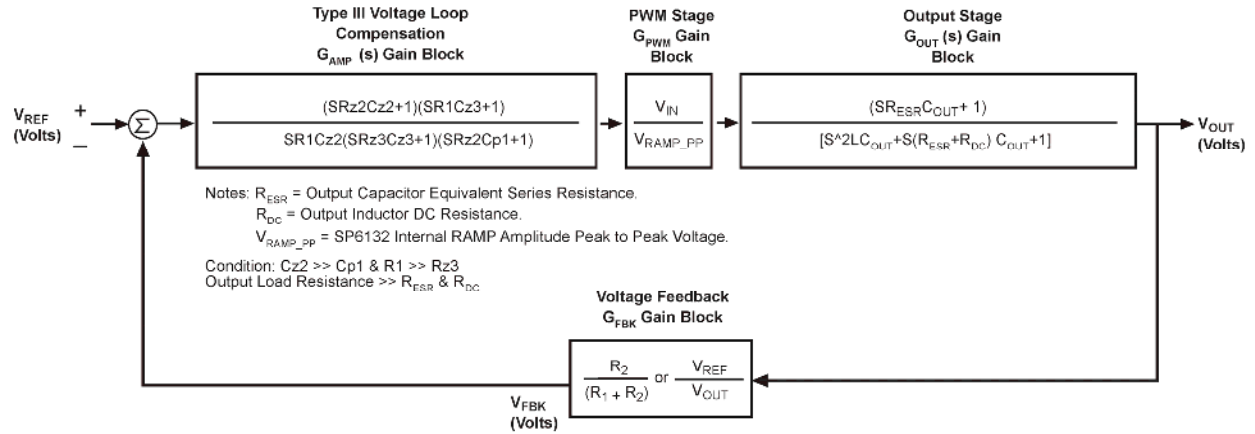 Type III Voltage Loop
Compensation
G_AMP (s) Gain Block
PWM Stage
G_PWM Gain
Block
Output Stage
G_OUT (s) Gain
Block
V_REF
(Volts)
+
−
Σ
(SRz2Cz2+1)(SR1Cz3+1)
SR1Cz2(SRz3Cz3+1)(SRz2Cp1+1)
V_IN
V_RAMP_PP
(SR_ESRC_OUT+ 1)
[S^2LC_OUT+S(R_ESR+R_DC) C_OUT+1]
V_OUT
(Volts)
Notes: R_ESR = Output Capacitor Equivalent Series Resistance.
R_DC = Output Inductor DC Resistance.
V_RAMP_PP = SP6132 Internal RAMP Amplitude Peak to Peak Voltage.
Condition: Cz2 >> Cp1 & R1 >> Rz3
Output Load Resistance >> R_ESR & R_DC
Voltage Feedback
G_FBK Gain Block
R_2
(R_1 + R_2)
or
V_REF
V_OUT
V_FBK
(Volts)